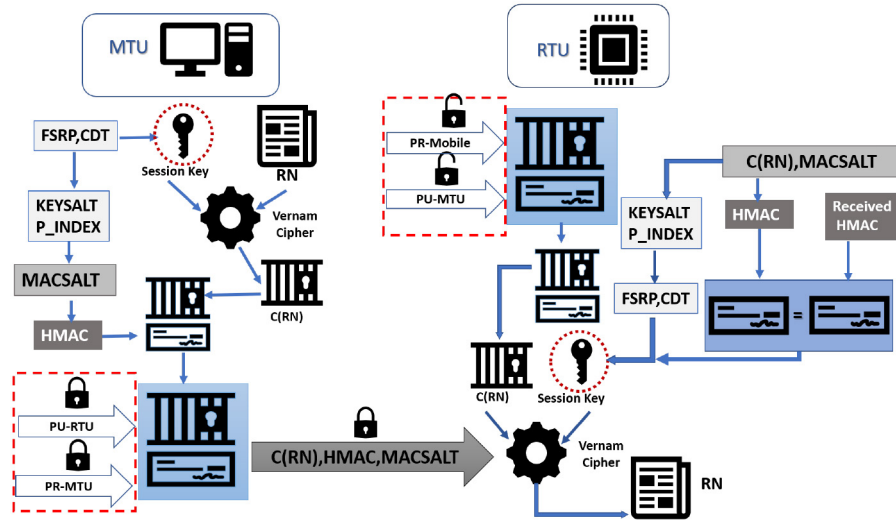 MTU
FSRP,CDT
Session Key
RN
KEYSALT
P_INDEX
Vernam
Cipher
MACSALT
C(RN)
HMAC
PU-RTU
PR-MTU
C(RN),HMAC,MACSALT
RTU
PR-Mobile
PU-MTU
C(RN),MACSALT
KEYSALT
P_INDEX
HMAC
Received
HMAC
FSRP,CDT
=
C(RN)
Session Key
Vernam
Cipher
RN